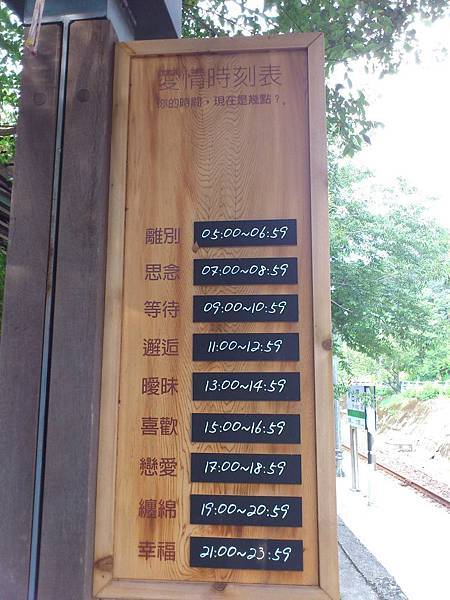 愛情時刻表
你的時間，現在是幾點？
離別 05:00~06:59
思念 07:00~08:59
等待 09:00~10:59
邂逅 11:00~12:59
曖昧 13:00~14:59
喜歡 15:00~16:59
戀愛 17:00~18:59
纏綿 19:00~20:59
幸福 21:00~23:59